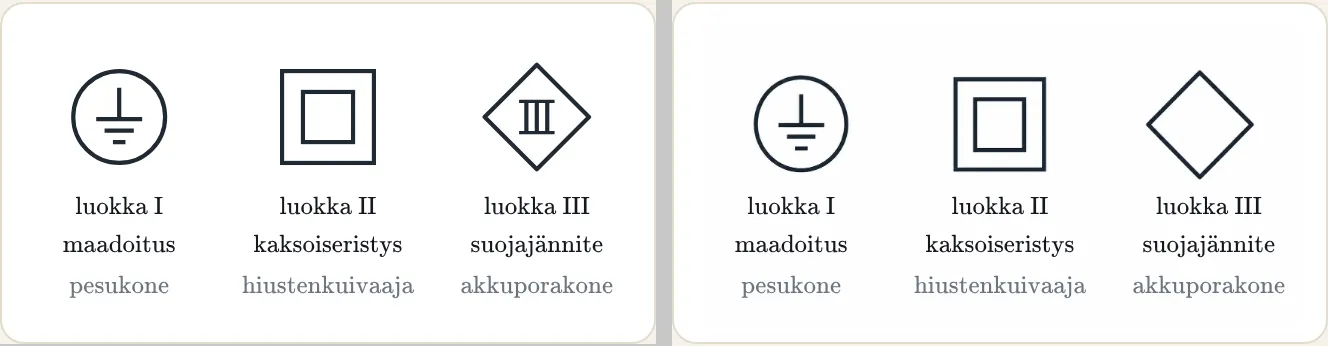 III
luokka I
luokka II
luokka III
maadoitus
kaksoiseristys
suojajännite
pesukone
hiustenkuivaaja
akkuporakone
luokka I
luokka II
luokka III
maadoitus
kaksoiseristys
suojajännite
pesukone
hiustenkuivaaja
akkuporakone